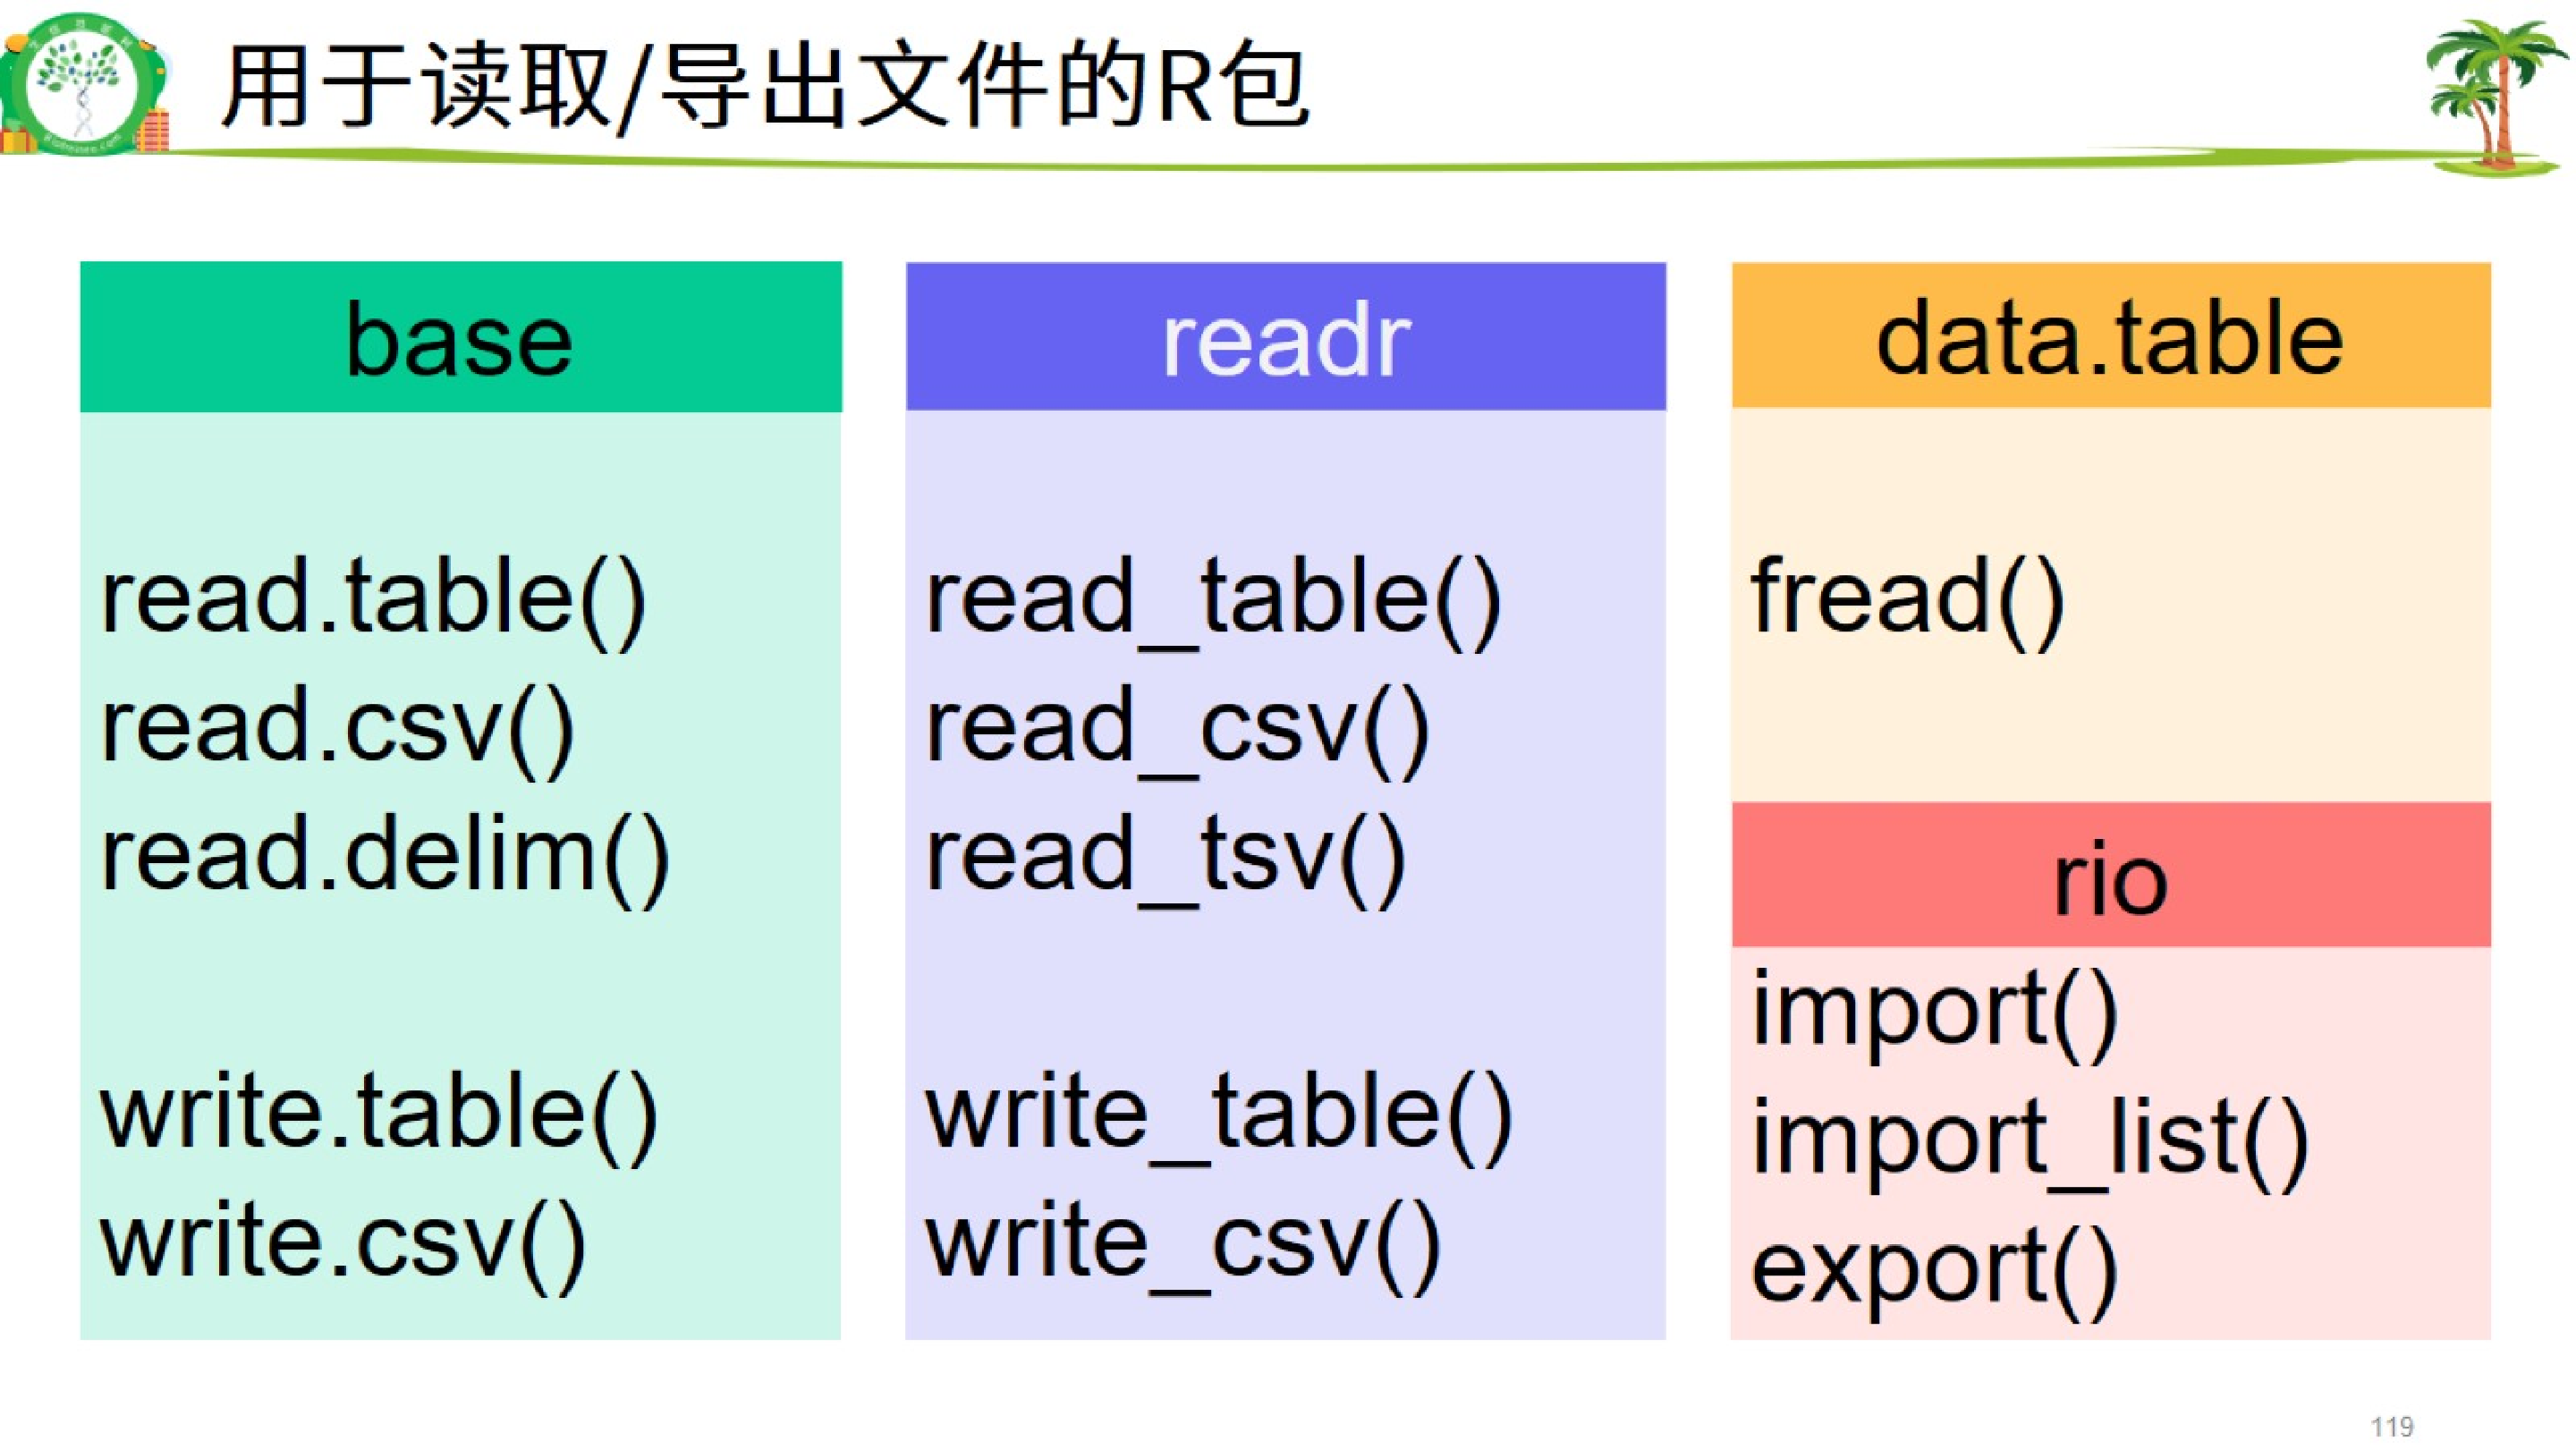 用于读取/导出文件的R包
base
read.table()
read.csv()
read.delim()
write.table()
write.csv()
readr
read_table()
read_csv()
read_tsv()
write_table()
write_csv()
data.table
fread()
rio
import()
import_list()
export()
119